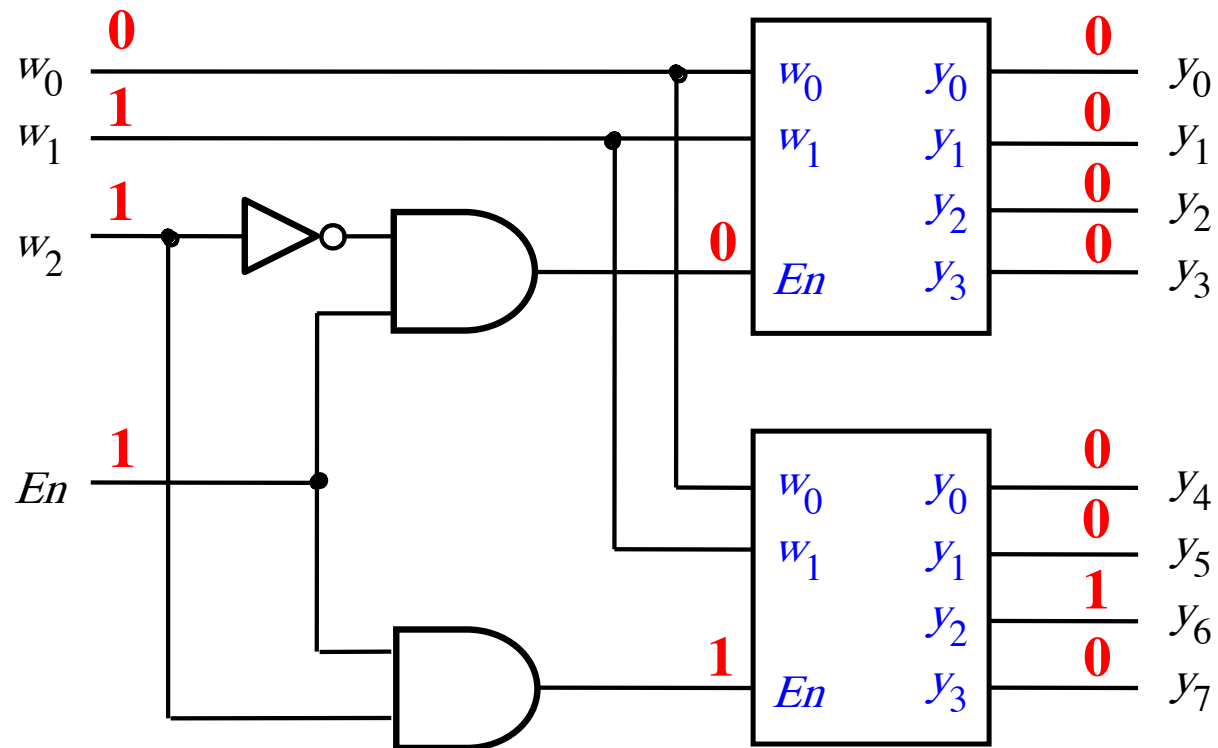 0
w0 w0 y0 0 y0
1
w1 w1 y1 0 y1
1
w2 y2 0 y2
0 En y3 0 y3
1
En w0 y0 0 y4
w1 y1 0 y5
y2 1 y6
1 En y3 0 y7